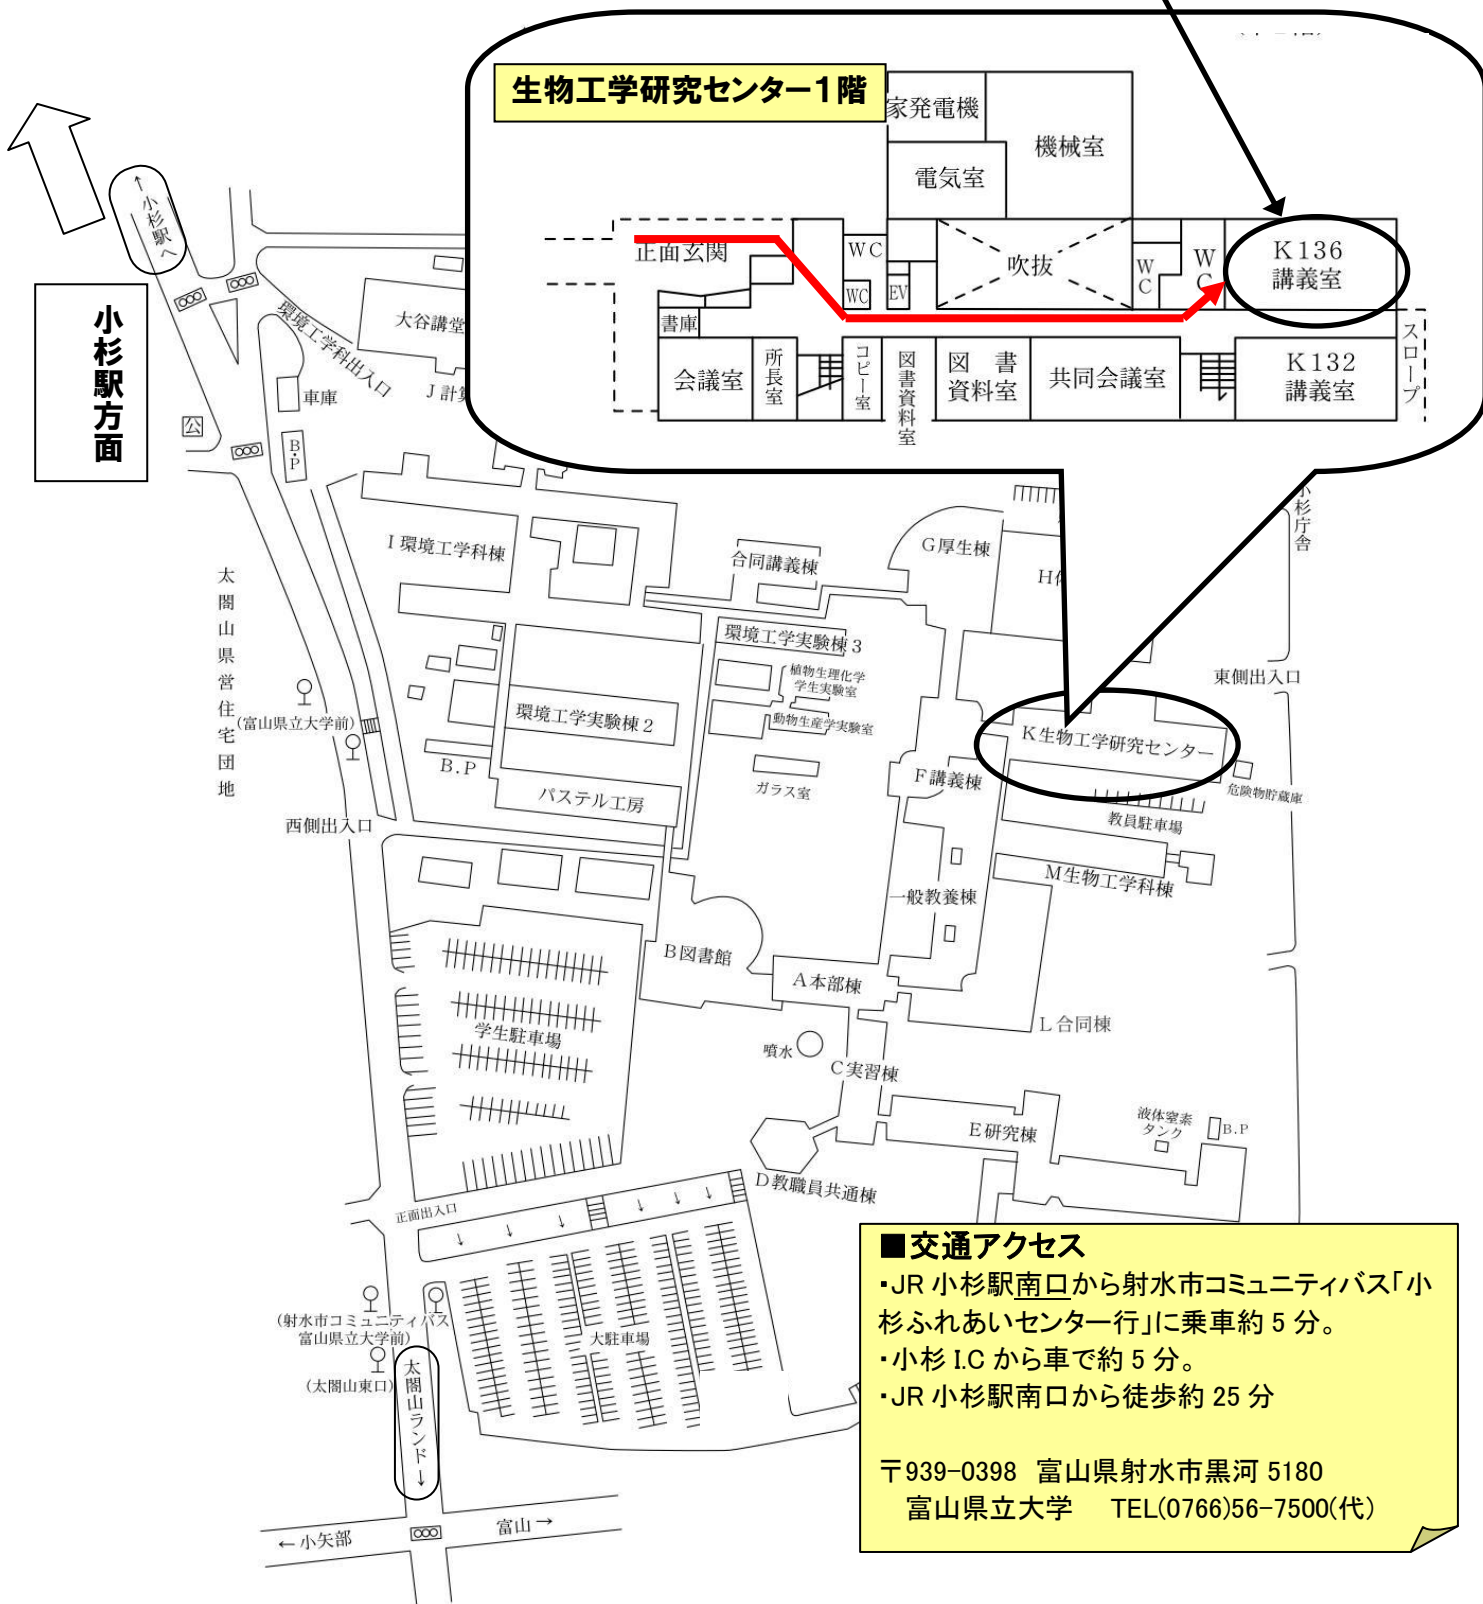 生物工学研究センター1階
家発電機
機械室
電気室
正面玄関
WC
WC
EV
吹抜
WC
WC
K136
講義室
書庫
会議室
所長室
コピー室
図書資料室
図 書
資料室
共同会議室
K132
講義室
スロープ
←小杉駅へ
小杉駅方面
環境工学科出入口
大谷講堂
J計
車庫
公
B.P
I環境工学科棟
合同講義棟
G厚生棟
H
小杉庁舎
太閤山県営住宅団地
環境工学実験棟3
植物生理化学
学生実験室
動物生産学実験室
東側出入口
(富山県立大学前)
環境工学実験棟2
K生物工学研究センター
B.P
ガラス室
F講義棟
パステル工房
危険物貯蔵庫
教員駐車場
西側出入口
M生物工学科棟
一般教養棟
B図書館
A本部棟
学生駐車場
L合同棟
噴水
C実習棟
液体窒素
タンク
B.P
E研究棟
D教職員共通棟
正面出入口
(射水市コミュニティバス
富山県立大学前)
大駐車場
(太閤山東口)
太閤山ランド→
←小矢部
富山→
■交通アクセス
・JR 小杉駅南口から射水市コミュニティバス「小
杉ふれあいセンター行」に乗車約 5 分。
・小杉 I.C から車で約 5 分。
・JR 小杉駅南口から徒歩約 25 分
〒939-0398 富山県射水市黒河 5180
富山県立大学 TEL(0766)56-7500(代)